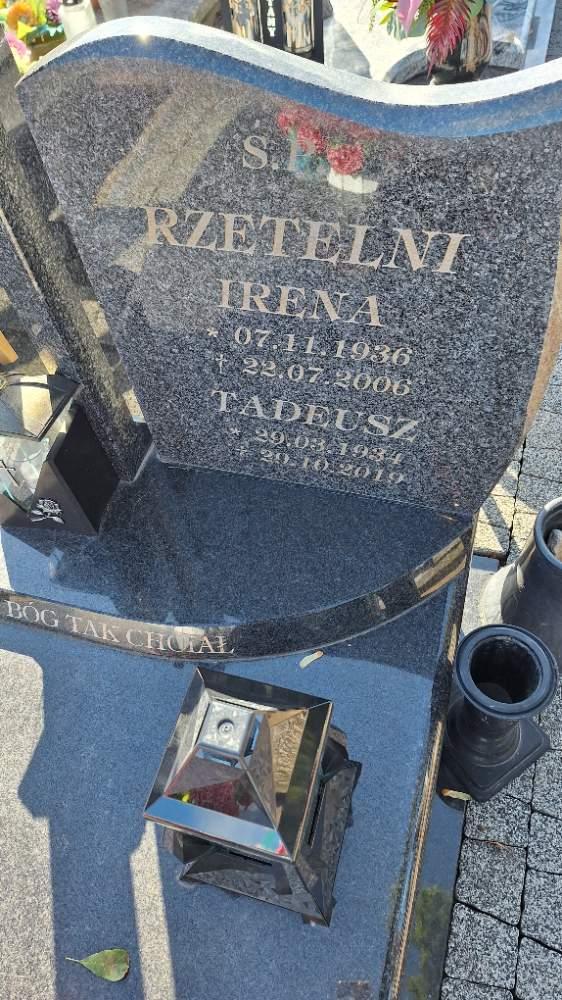 Ś.P.
RZETELNI
IRENA
* 07.11.1936
† 22.07.2006
TADEUSZ
* 29.03.1934
† 20.10.2019
BÓG TAK CHCIAŁ